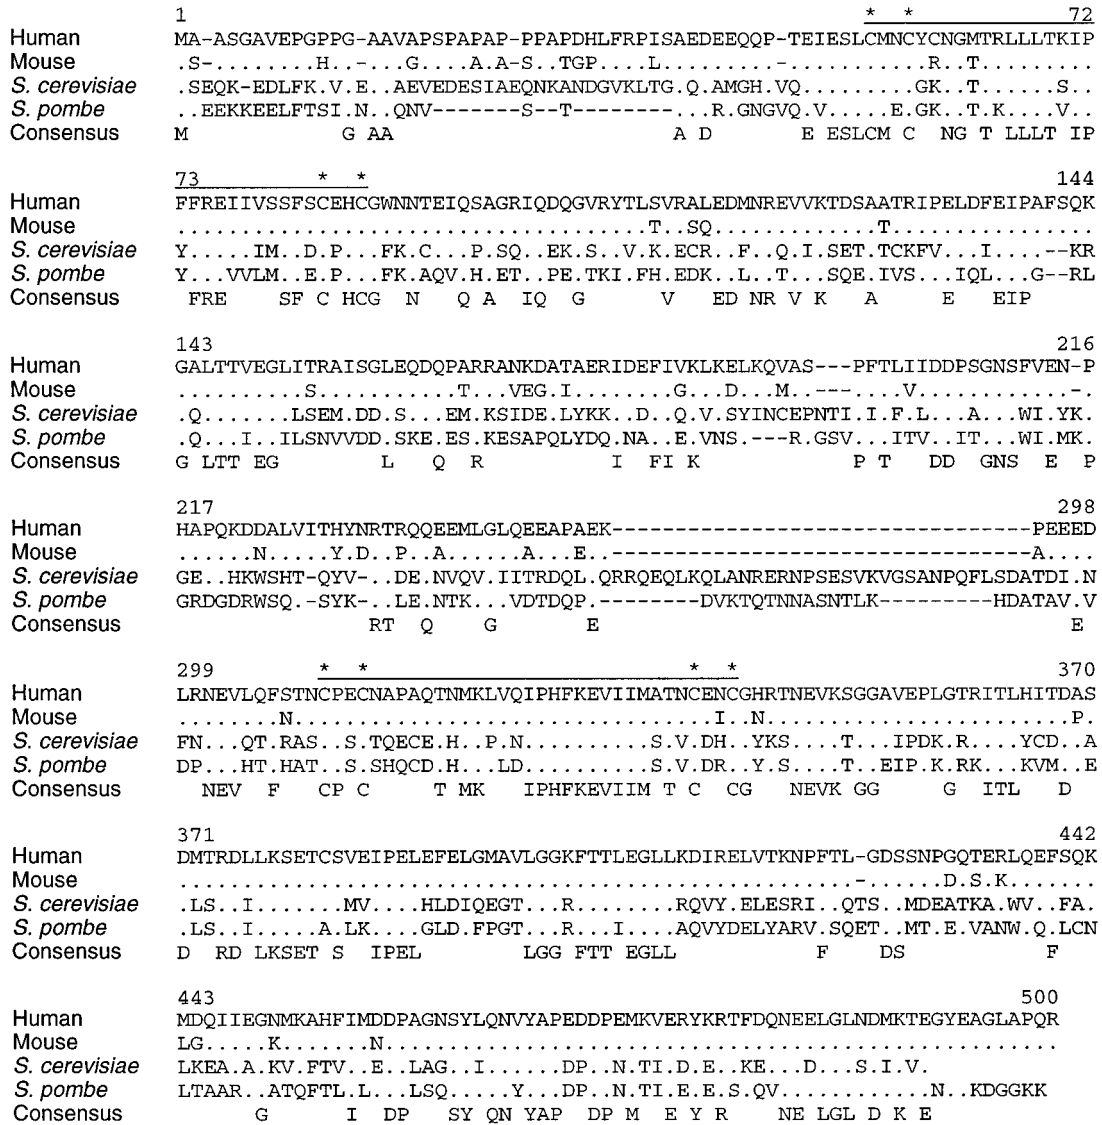 1 * * 72
Human MA-ASGAVEPGPPG-AAVAPSPAPAP-PPAPDHLFRPISAEDEEQQP-TEIESLCMNCYCNGMTRLLLTKIP
Mouse .S-......H..-...G...A.A-S.TGP....L.........-...........R..T.........
S. cerevisiae .SEQK-EDLFK.V.E..AEVEDESIAEQNKANDGVKLTG.Q.AMGH.VQ.........GK..T......S..
S. pombe ..EEKKEELFTSI.N..QNV-------S--T----------..R.GNGVQ.V.....E.GK.T.K....V..
Consensus M G AA A D E ESLCM C NG T LLLT IP
73 * * 144
Human FFREIIVSSFSCEHCGWNNTEIQSAGRIQDQGVRYTLSVRALEDMNREVVKTDSAATRIPELDFEIPAFSQK
Mouse .....................................T..SQ.............T................
S. cerevisiae Y.....IM..D.P...FK.C...P.SQ..EK.S..V.K.ECR..F..Q.I.SET.TCKFV...I....--KR
S. pombe Y...VVLM..E.P...FK.AQV.H.ET..PE.TKI.FH.EDK..L..T...SQE.IVS...IQL...G--RL
Consensus FRE SF C HCG N Q A IQ G V ED NR V K A E EIP
143 216
Human GALTTVEGLITRAISGLEQDQPARRANKDATAERIDEFIVKLKELKQVAS---PFTLIIDDPSGNSFVEN-P
Mouse ..........S...........T...VEG.I........G...D...M..---......V............-.
S. cerevisiae .Q.......LSEM.DD.S...EM.KSIDE.LYKK..D..Q.V.SYINCEPNTI.I.F.L...A...WI.YK.
S. pombe .Q...I..ILSNVVDD.SKE.ES.KESAPQLYDQ.NA..E.VNS.---R.GSV...ITV..IT...WI.MK.
Consensus G LTT EG L Q R I FI K P T DD GNS E P
217 298
Human HAPQKDDALVITHYNRTRQQEEMLGLQEEAPAEK----------------------------------PEEED
Mouse ......N.....Y.D..P..A......A...E..----------------------------------A....
S. cerevisiae GE..HKWSHT-QYV-..DE.NVQV.IITRDQL.QRRQEQLKQLANRERNPSESVKVGSANPQFLSDATDI.N
S. pombe GRDGDRWSQ.-SYK-..LE.NTK...VDTDQP.---------DVKTQTNNASNTLK---------HDATAV.V
Consensus RT Q G E E
299 * * * * 370
Human LRNEVLQFSTNCPECNAPAQTNMKLVQIPHFKEVIIMATNCENCGHRTNEVKSGGAVEPLGTRITLHITDAS
Mouse ........N..................................I..N.........................P.
S. cerevisiae FN...QT.RAS..S.TQECE.H..P.N..........S.V.DH..YKS....T...IPDK.R....YCD..A
S. pombe DP...HT.HAT..S.SHQCD.H...LD..........S.V.DR..Y.S....T..EIP.K.RK...KVM..E
Consensus NEV F CP C T MK IPHFKEVIIM T C CG NEVK GG G ITL D
371 442
Human DMTRDLLKSETCSVEIPELEFELGMAVLGGKFTTLEGLLKDIRELVTKNPFTL-GDSSNPGQTERLQEFSQK
Mouse .....................................................-......D.S.K.......
S. cerevisiae .LS..I.......MV....HLDIQEGT...R........RQVY.ELESRI..QTS..MDEATKA.WV..FA.
S. pombe .LS..I.....A.LK....GLD.FPGT...R...I....AQVYDELYARV.SQET..MT.E.VANW.Q.LCN
Consensus D RD LKSET S IPEL LGG FTT EGLL F DS F
443 500
Human MDQIIEGNMKAHFIMDDPAGNSYLQNVYAPEDDPEMKVERYKRTFDQNEELGLNDMKTEGYEAGLAPQR
Mouse LG.....K.......N.....................................................
S. cerevisiae LKEA.A.KV.FTV..E..LAG..I......DP..N.TI.D.E..KE...D...S.I.V.
S. pombe LTAAR..ATQFTL.L...LSQ.....Y...DP..N.TI.E.E.S.QV............N..KDGGKK
Consensus G I DP SY QN YAP DP M E Y R NE LGL D K E